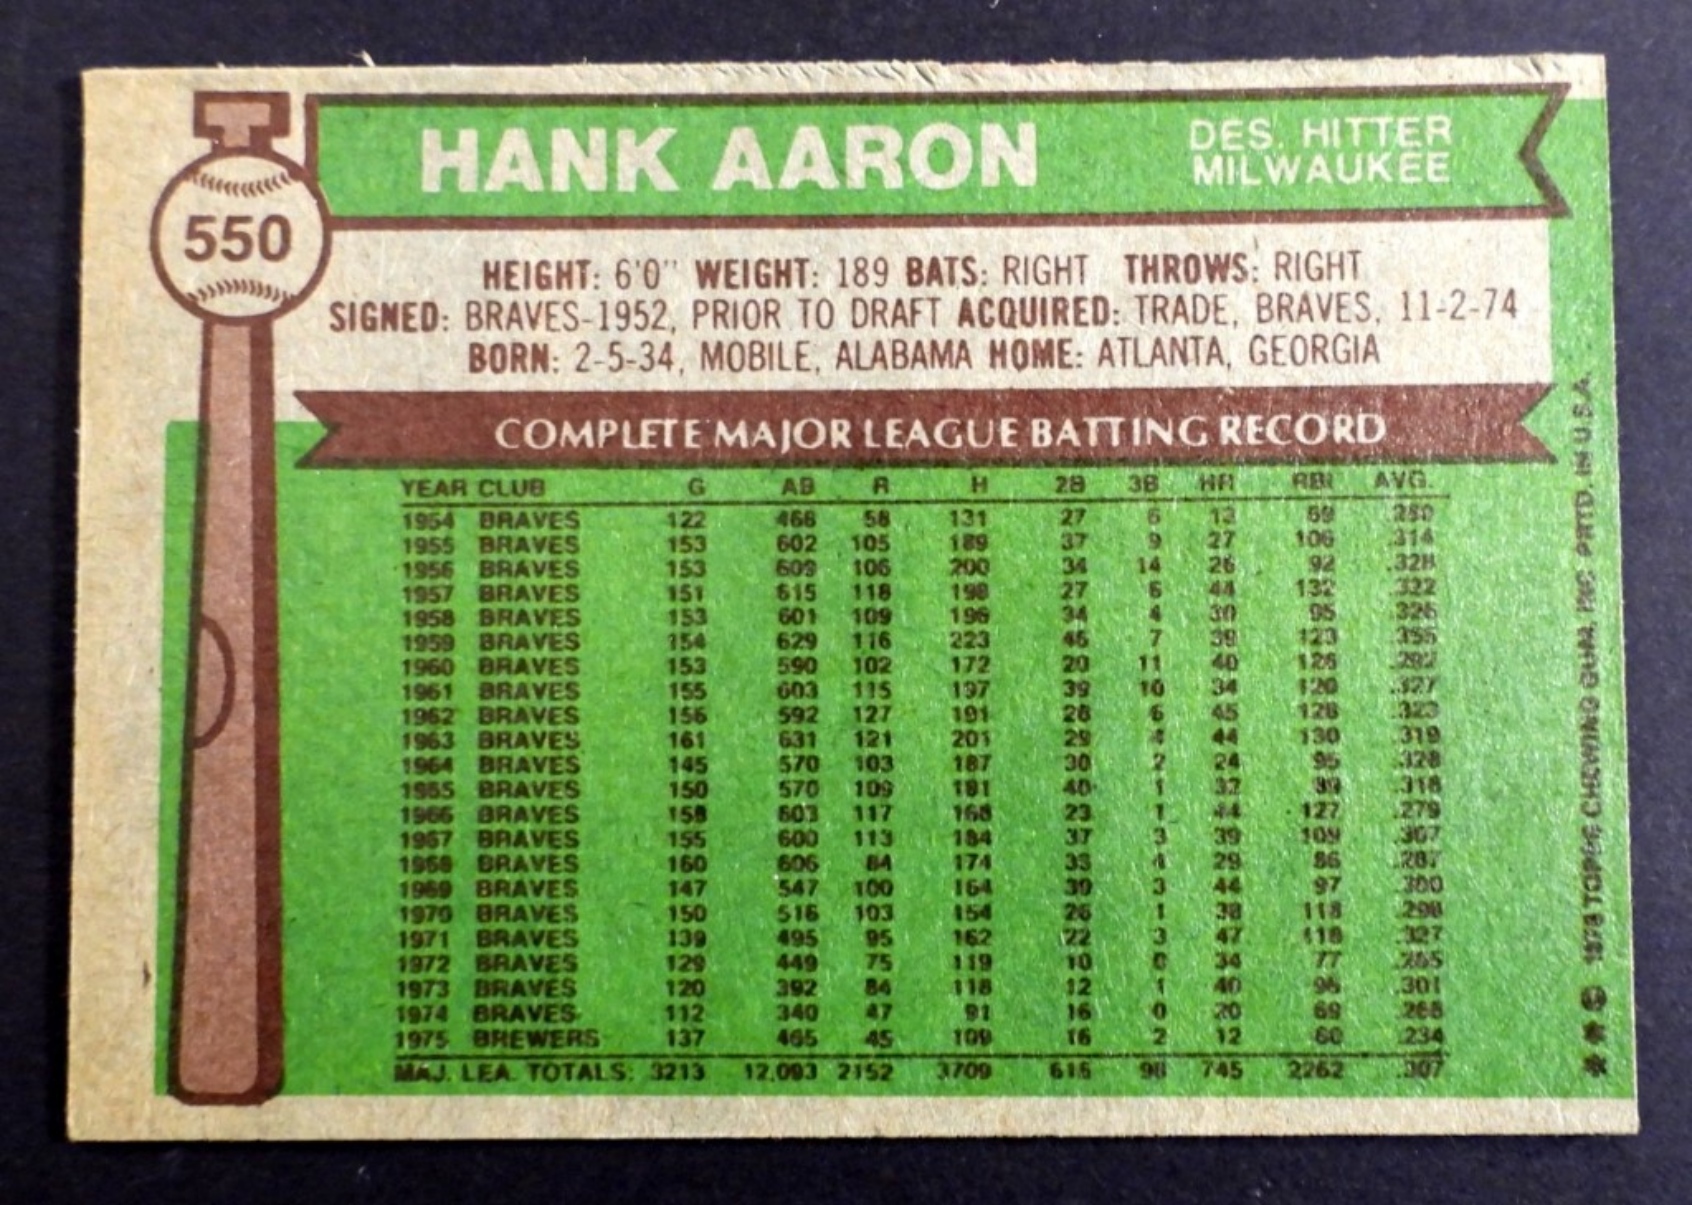 HANK AARON
DES. HITTER
MILWAUKEE
550
HEIGHT: 6'0" WEIGHT: 189 BATS: RIGHT THROWS: RIGHT
SIGNED: BRAVES-1952, PRIOR TO DRAFT ACQUIRED: TRADE, BRAVES, 11-2-74
BORN: 2-5-34, MOBILE, ALABAMA HOME: ATLANTA, GEORGIA
COMPLETE MAJOR LEAGUE BATTING RECORD
YEAR CLUB G AB R H 2B 3B HR RBI AVG.
1954 BRAVES 122 468 58 131 27 6 13 69 .280
1955 BRAVES 153 602 105 189 37 9 27 106 .314
1956 BRAVES 153 609 106 200 34 14 26 92 .328
1957 BRAVES 151 615 118 198 27 6 44 132 .322
1958 BRAVES 153 601 109 196 34 4 30 95 .326
1959 BRAVES 154 629 116 223 46 7 39 123 .355
1960 BRAVES 153 590 102 172 20 11 40 126 .292
1961 BRAVES 155 603 115 197 39 10 34 120 .327
1962 BRAVES 156 592 127 191 28 6 45 128 .323
1963 BRAVES 161 631 121 201 29 4 44 130 .319
1964 BRAVES 145 570 103 187 30 2 24 95 .328
1965 BRAVES 150 570 109 181 40 1 32 89 .318
1966 BRAVES 158 603 117 168 23 1 44 127 .279
1967 BRAVES 155 600 113 184 37 3 39 109 .307
1968 BRAVES 160 606 84 174 33 4 29 86 .287
1969 BRAVES 147 547 100 164 30 3 44 97 .300
1970 BRAVES 150 516 103 154 26 1 38 118 .298
1971 BRAVES 139 495 95 162 22 3 47 118 .327
1972 BRAVES 129 449 75 119 10 0 34 77 .265
1973 BRAVES 120 392 84 118 12 1 40 96 .301
1974 BRAVES 112 340 47 91 16 0 20 69 .268
1975 BREWERS 137 465 45 109 16 2 12 60 .234
MAJ. LEA. TOTALS: 3213 12,093 2152 3709 616 98 745 2262 .307
** © 1976 TOPPS CHEWING GUM, INC. PRTD. IN U.S.A.